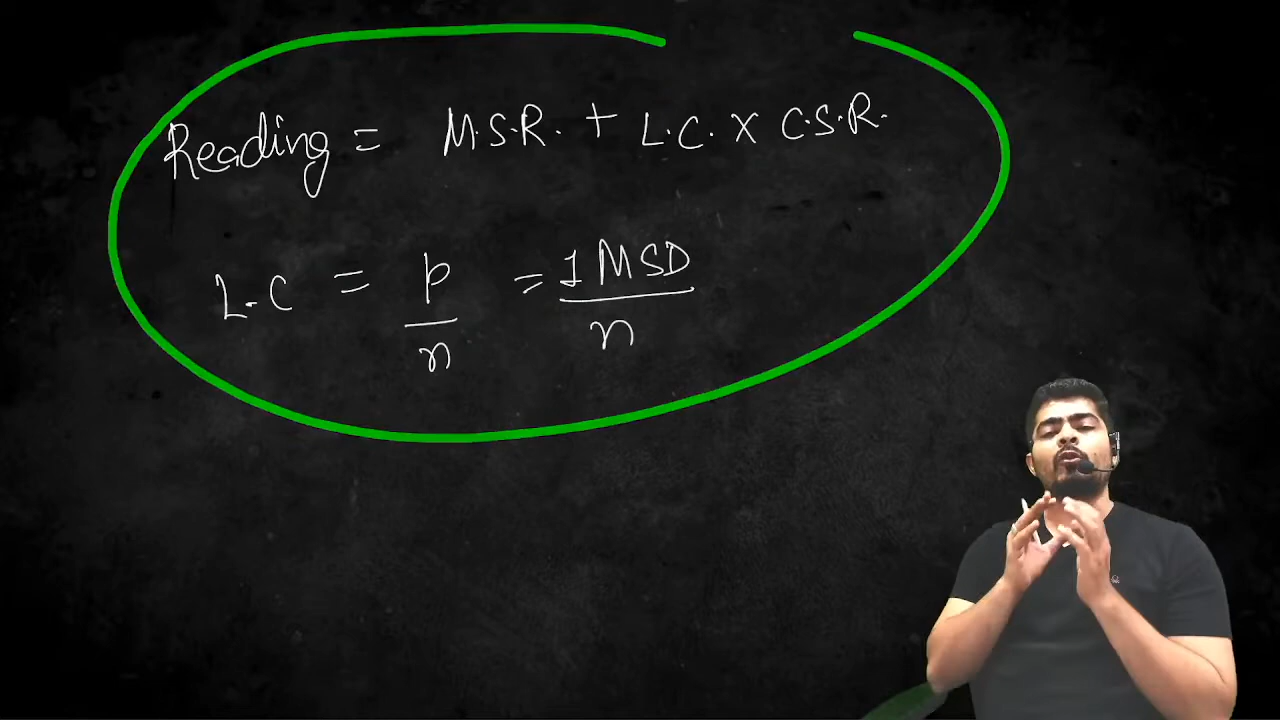 Reading = M.S.R. + L.C. X C.S.R.
L.C = p/n = 1 MSD/n